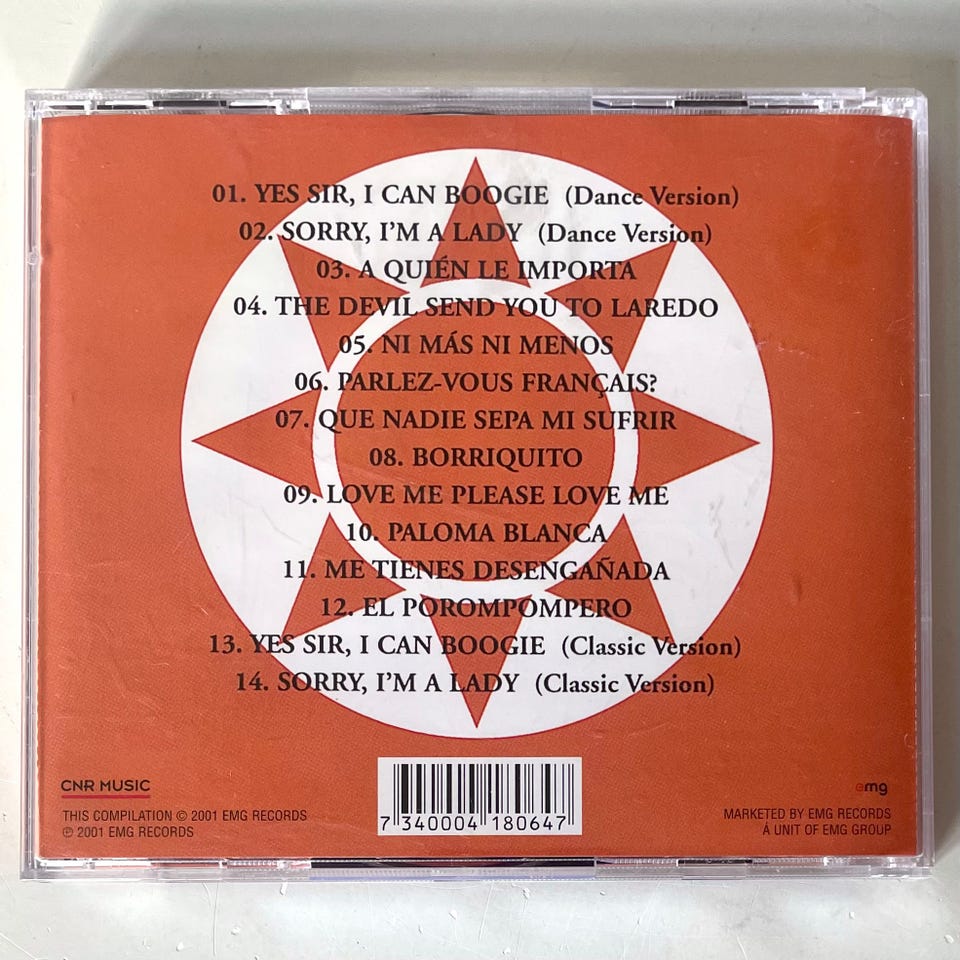 01. YES SIR, I CAN BOOGIE (Dance Version)
02. SORRY, I'M A LADY (Dance Version)
03. A QUIÉN LE IMPORTA
04. THE DEVIL SEND YOU TO LAREDO
05. NI MÁS NI MENOS
06. PARLEZ-VOUS FRANÇAIS?
07. QUE NADIE SEPA MI SUFRIR
08. BORRIQUITO
09. LOVE ME PLEASE LOVE ME
10. PALOMA BLANCA
11. ME TIENES DESENGAÑADA
12. EL POROMPOMPERO
13. YES SIR, I CAN BOOGIE (Classic Version)
14. SORRY, I'M A LADY (Classic Version)
CNR MUSIC
THIS COMPILATION © 2001 EMG RECORDS
℗ 2001 EMG RECORDS
7 340004 180647
emg
MARKETED BY EMG RECORDS
Á UNIT OF EMG GROUP